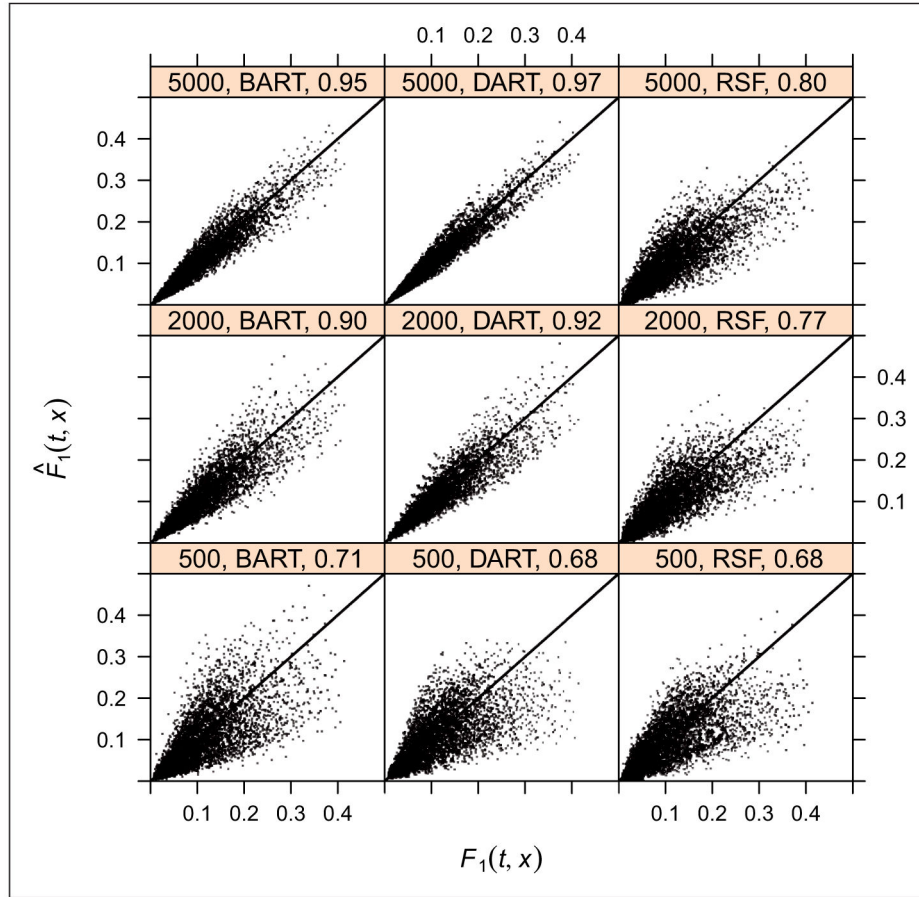 0.1 0.2 0.3 0.4
5000, BART, 0.95 5000, DART, 0.97 5000, RSF, 0.80
0.4
0.3
0.2
0.1
2000, BART, 0.90 2000, DART, 0.92 2000, RSF, 0.77
0.4
0.3
0.2
0.1
500, BART, 0.71 500, DART, 0.68 500, RSF, 0.68
0.4
0.3
0.2
0.1
0.1 0.2 0.3 0.4 0.1 0.2 0.3 0.4
F̂₁(t, x)
F₁(t, x)